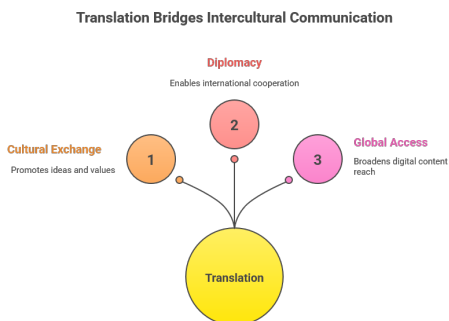 Translation Bridges Intercultural Communication
Diplomacy
Enables international cooperation
2
Cultural Exchange
Promotes ideas and values
1
3
Global Access
Broadens digital content
reach
Translation